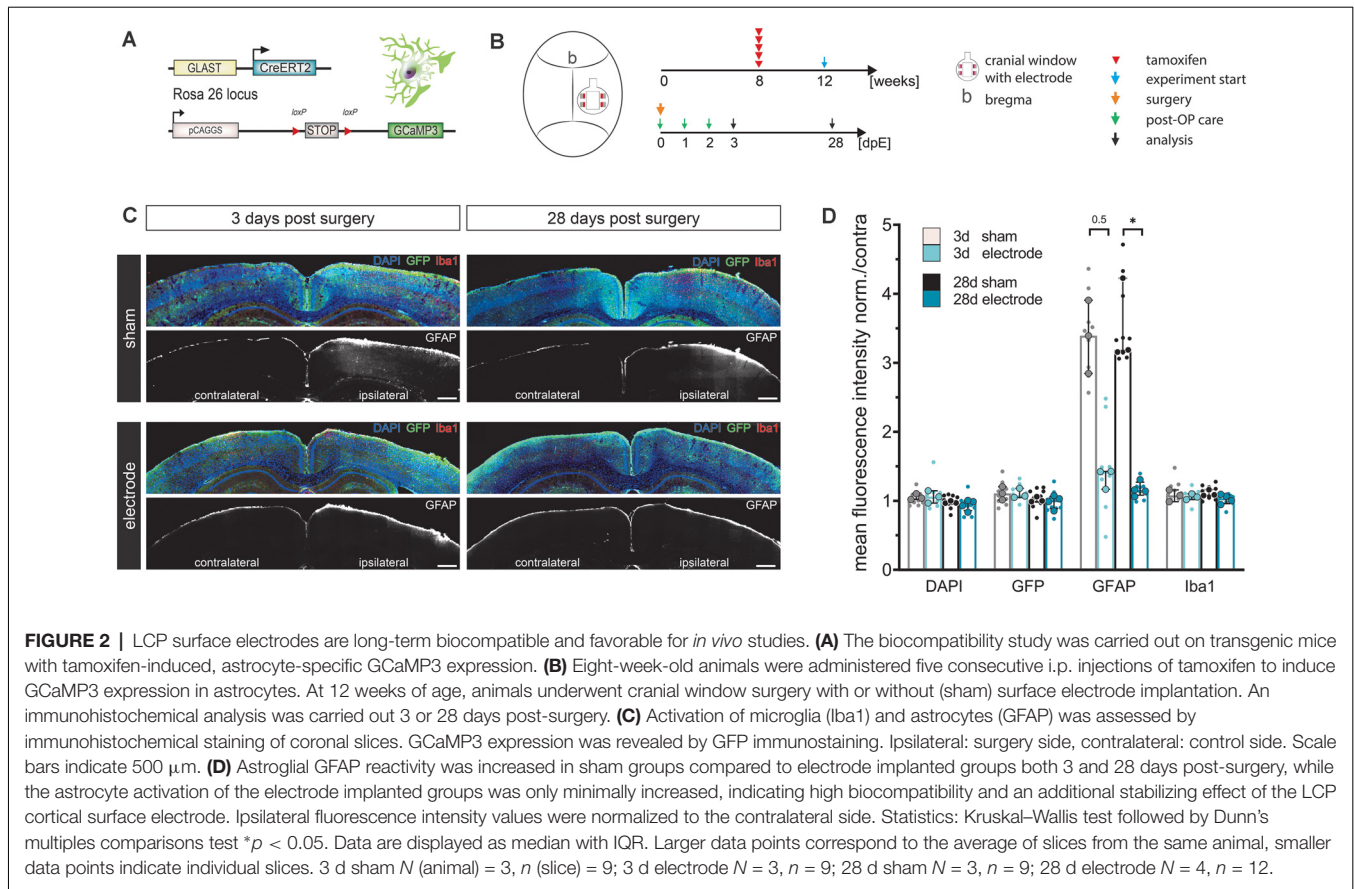 A
GLAST
CreERT2
Rosa 26 locus
loxP
loxP
pCAGGS
STOP
GCaMP3
B
b
0
8
12
[weeks]
0
1
2
3
28
[dpE]
cranial window
with electrode
b bregma
tamoxifen
experiment start
surgery
post-OP care
analysis
C
3 days post surgery
28 days post surgery
sham
DAPI GFP Iba1
DAPI GFP Iba1
GFAP
GFAP
contralateral
ipsilateral
contralateral
ipsilateral
electrode
DAPI GFP Iba1
DAPI GFP Iba1
GFAP
GFAP
contralateral
ipsilateral
contralateral
ipsilateral
D
mean fluorescence intensity norm./contra
5
4
3
2
1
0
3d sham
3d electrode
28d sham
28d electrode
0.5
*
DAPI
GFP
GFAP
Iba1
FIGURE 2 | LCP surface electrodes are long-term biocompatible and favorable for in vivo studies. (A) The biocompatibility study was carried out on transgenic mice
with tamoxifen-induced, astrocyte-specific GCaMP3 expression. (B) Eight-week-old animals were administered five consecutive i.p. injections of tamoxifen to induce
GCaMP3 expression in astrocytes. At 12 weeks of age, animals underwent cranial window surgery with or without (sham) surface electrode implantation. An
immunohistochemical analysis was carried out 3 or 28 days post-surgery. (C) Activation of microglia (Iba1) and astrocytes (GFAP) was assessed by
immunohistochemical staining of coronal slices. GCaMP3 expression was revealed by GFP immunostaining. Ipsilateral: surgery side, contralateral: control side. Scale
bars indicate 500 μm. (D) Astroglial GFAP reactivity was increased in sham groups compared to electrode implanted groups both 3 and 28 days post-surgery, while
the astrocyte activation of the electrode implanted groups was only minimally increased, indicating high biocompatibility and an additional stabilizing effect of the LCP
cortical surface electrode. Ipsilateral fluorescence intensity values were normalized to the contralateral side. Statistics: Kruskal–Wallis test followed by Dunn's
multiples comparisons test *p < 0.05. Data are displayed as median with IQR. Larger data points correspond to the average of slices from the same animal, smaller
data points indicate individual slices. 3 d sham N (animal) = 3, n (slice) = 9; 3 d electrode N = 3, n = 9; 28 d sham N = 3, n = 9; 28 d electrode N = 4, n = 12.